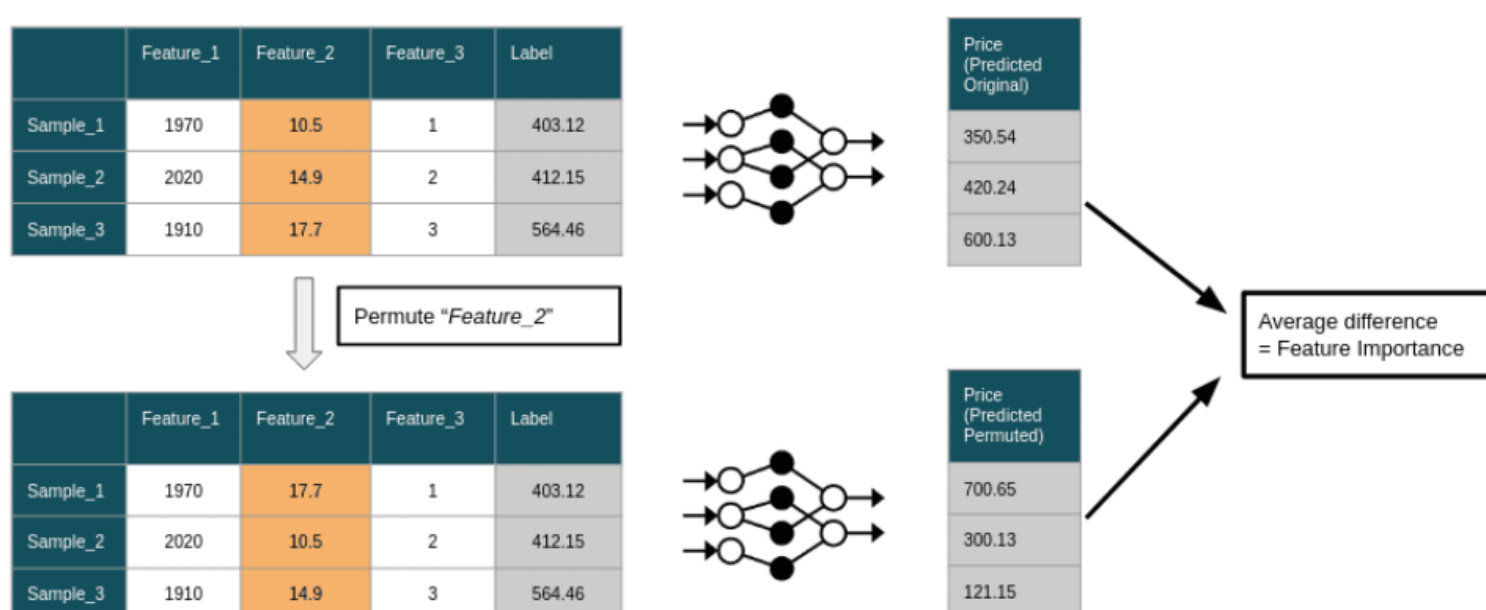 Feature_1 Feature_2 Feature_3 Label
Sample_1 1970 10.5 1 403.12
Sample_2 2020 14.9 2 412.15
Sample_3 1910 17.7 3 564.46
Price
(Predicted
Original)
350.54
420.24
600.13
Permute “Feature_2”
Average difference
= Feature Importance
Feature_1 Feature_2 Feature_3 Label
Sample_1 1970 17.7 1 403.12
Sample_2 2020 10.5 2 412.15
Sample_3 1910 14.9 3 564.46
Price
(Predicted
Permuted)
700.65
300.13
121.15